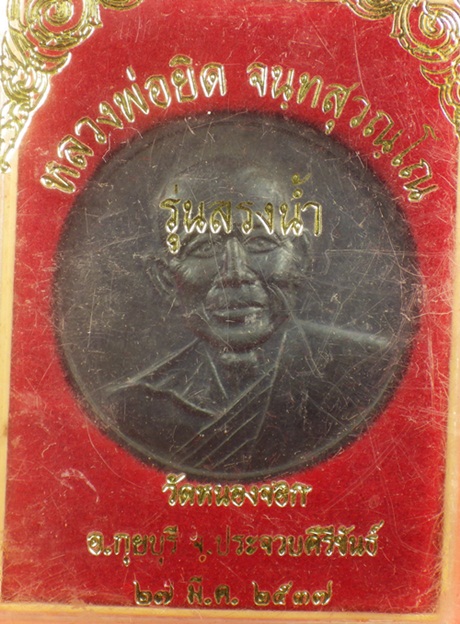 หลวงพ่อยิด จนฺทสุวณฺโณ
รุ่นสรงน้ำ
วัดหนองจอก
อ.กุยบุรี จ.ประจวบคีรีขันธ์
๒๗ มี.ค. ๒๕๓๗